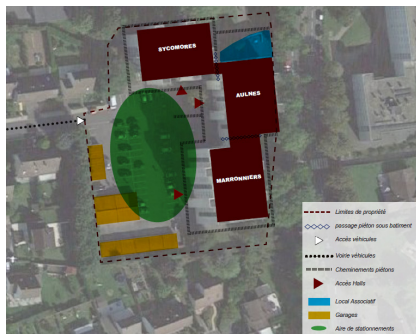 SYCOMORES
AULNES
MARRONNIERS
Limites de propriété
passage piéton sous batiment
Accès véhicules
Voirie véhicules
Cheminements piétons
Accès Halls
Local Associatif
Garages
Aire de stationnements